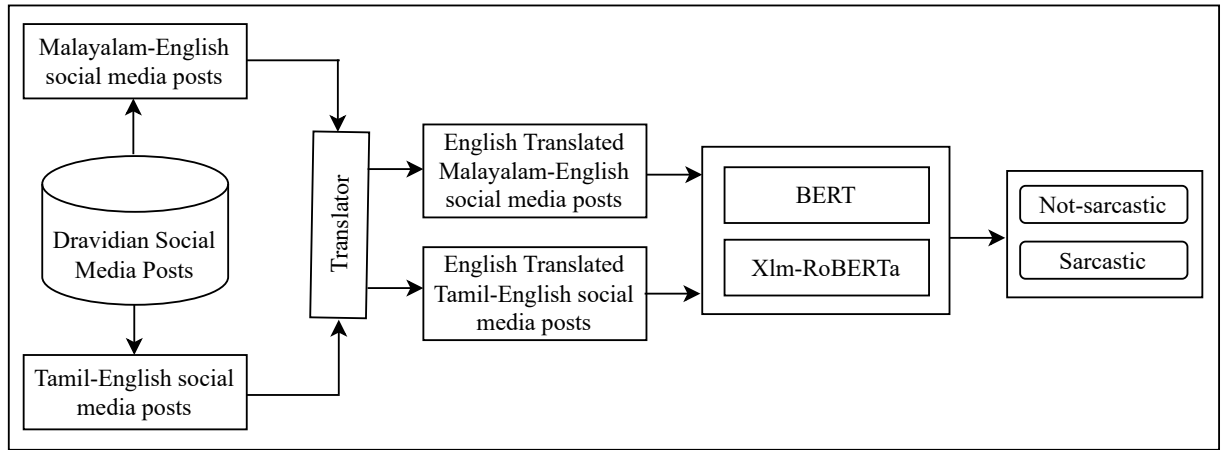 Malayalam-English
social media posts
Dravidian Social
Media Posts
Tamil-English social
media posts
Translator
English Translated
Malayalam-English
social media posts
English Translated
Tamil-English social
media posts
BERT
Xlm-RoBERTa
Not-sarcastic
Sarcastic